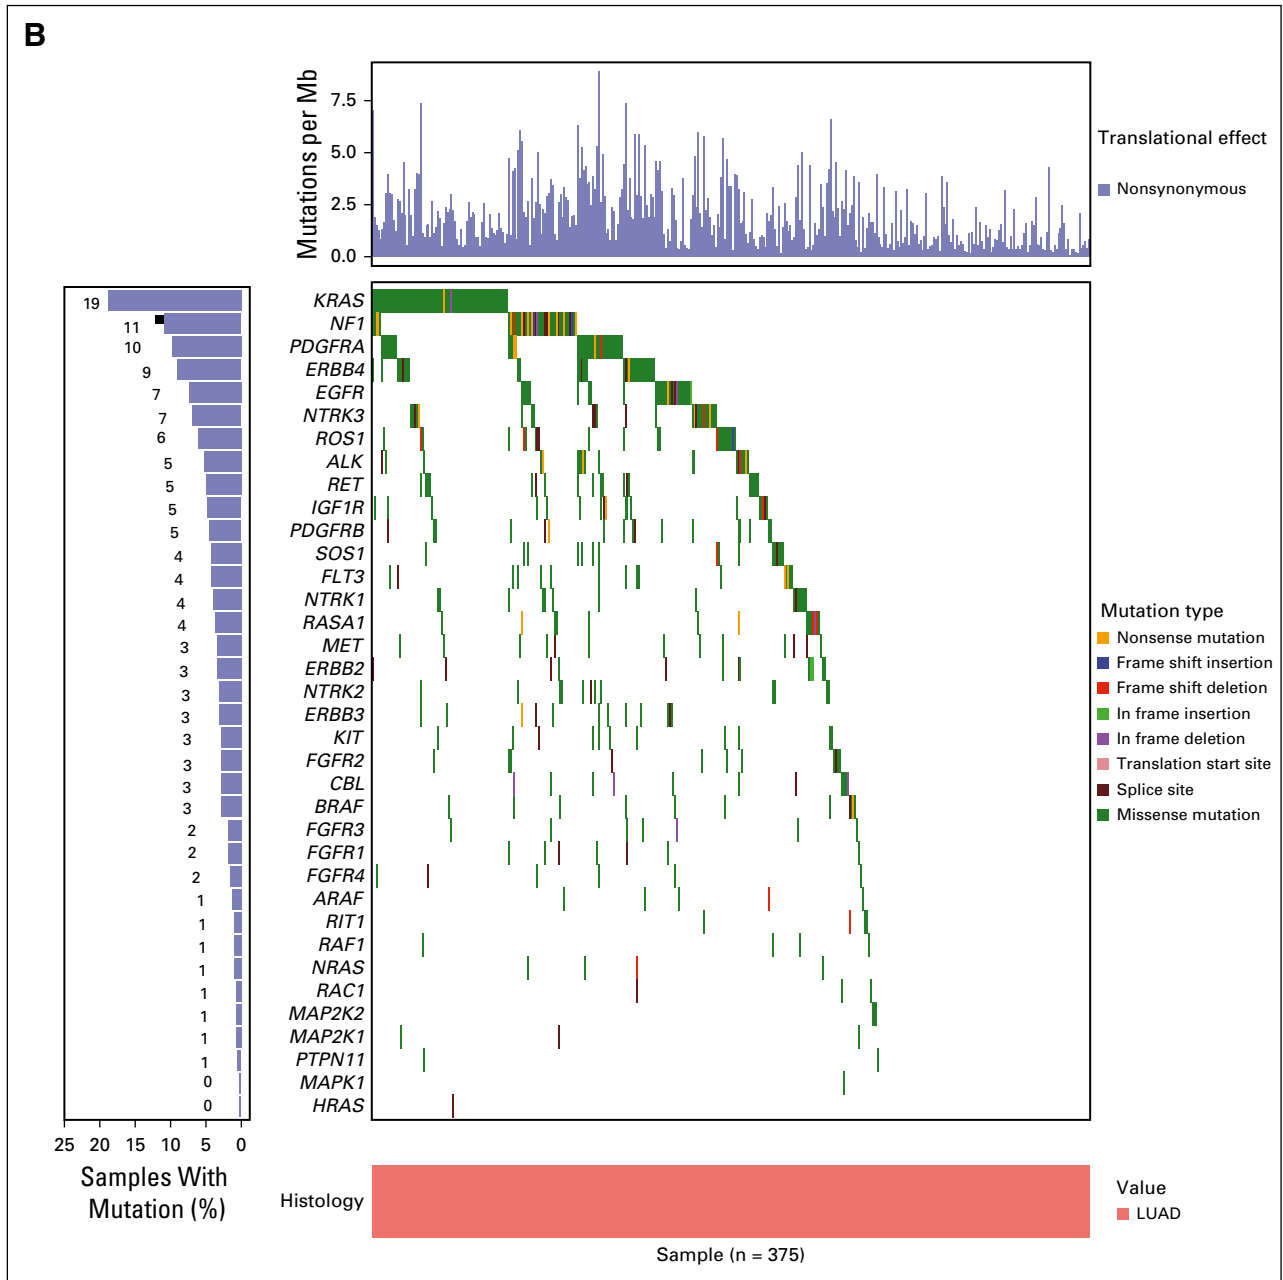 B
Mutations per Mb
7.5
5.0
2.5
0.0
Translational effect
Nonsynonymous
19 KRAS
11 NF1
10 PDGFRA
9 ERBB4
7 EGFR
7 NTRK3
6 ROS1
5 ALK
5 RET
5 IGF1R
5 PDGFRB
4 SOS1
4 FLT3
4 NTRK1
4 RASA1
3 MET
3 ERBB2
3 NTRK2
3 ERBB3
3 KIT
3 FGFR2
3 CBL
3 BRAF
2 FGFR3
2 FGFR1
2 FGFR4
1 ARAF
1 RIT1
1 RAF1
1 NRAS
1 RAC1
1 MAP2K2
1 MAP2K1
1 PTPN11
0 MAPK1
0 HRAS
Mutation type
Nonsense mutation
Frame shift insertion
Frame shift deletion
In frame insertion
In frame deletion
Translation start site
Splice site
Missense mutation
25 20 15 10 5 0
Samples With
Mutation (%)
Histology
Value
LUAD
Sample (n = 375)